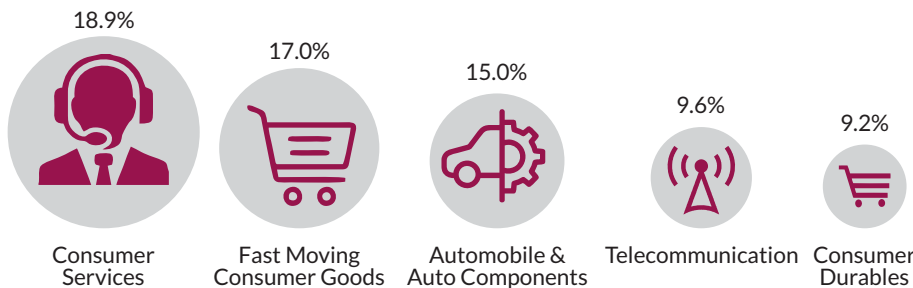 18.9%
17.0%
15.0%
9.6%
9.2%
Consumer
Services
Fast Moving
Consumer Goods
Automobile &
Auto Components
Telecommunication
Consumer
Durables